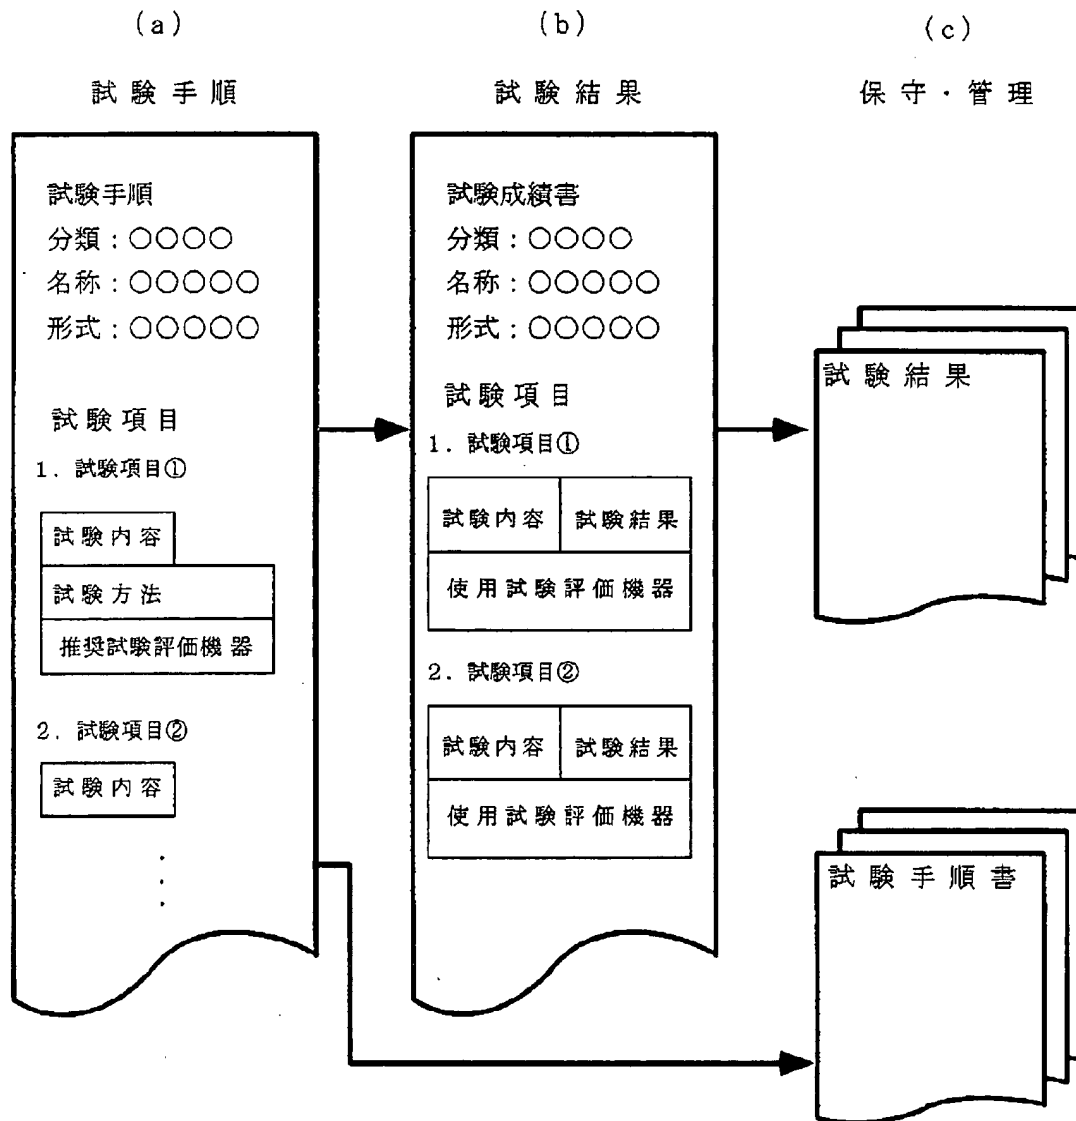 (a)
試験手順
試験手順
分類：○○○○
名称：○○○○○
形式：○○○○○
試験項目
1. 試験項目①
試験内容
試験方法
推奨試験評価機器
2. 試験項目②
試験内容
(b)
試験結果
試験成績書
分類：○○○○
名称：○○○○○
形式：○○○○○
試験項目
1. 試験項目①
試験内容 試験結果
使用試験評価機器
2. 試験項目②
試験内容 試験結果
使用試験評価機器
(c)
保守・管理
試験結果
試験手順書